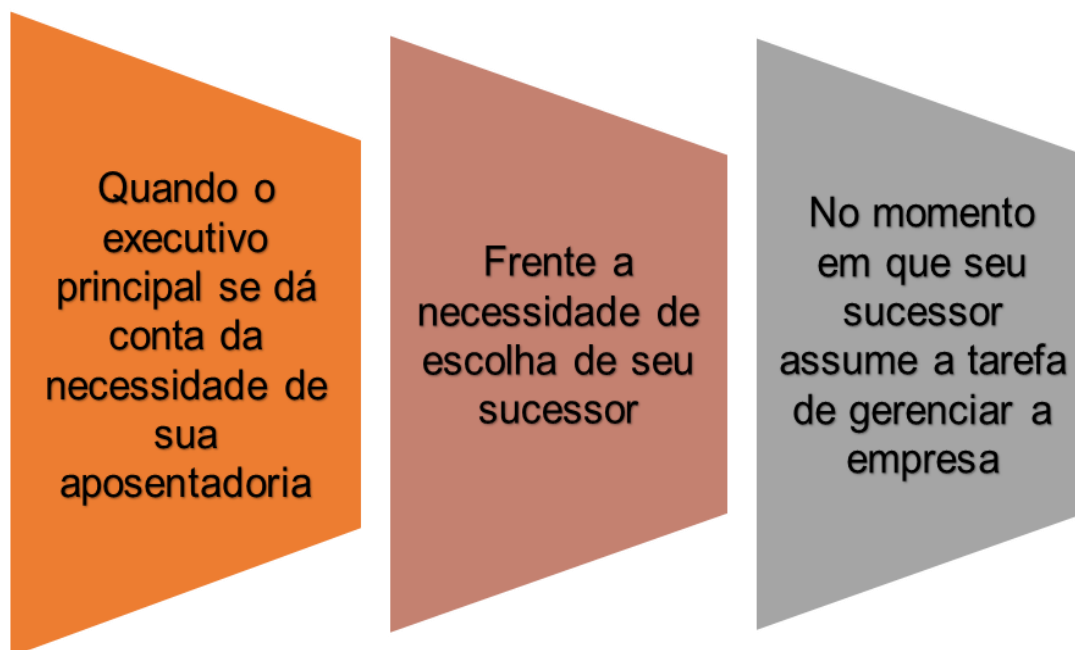 Quando o
executivo
principal se dá
conta da
necessidade de
sua
aposentadoria
Frente a
necessidade de
escolha de seu
sucessor
No momento
em que seu
sucessor
assume a tarefa
de gerenciar a
empresa